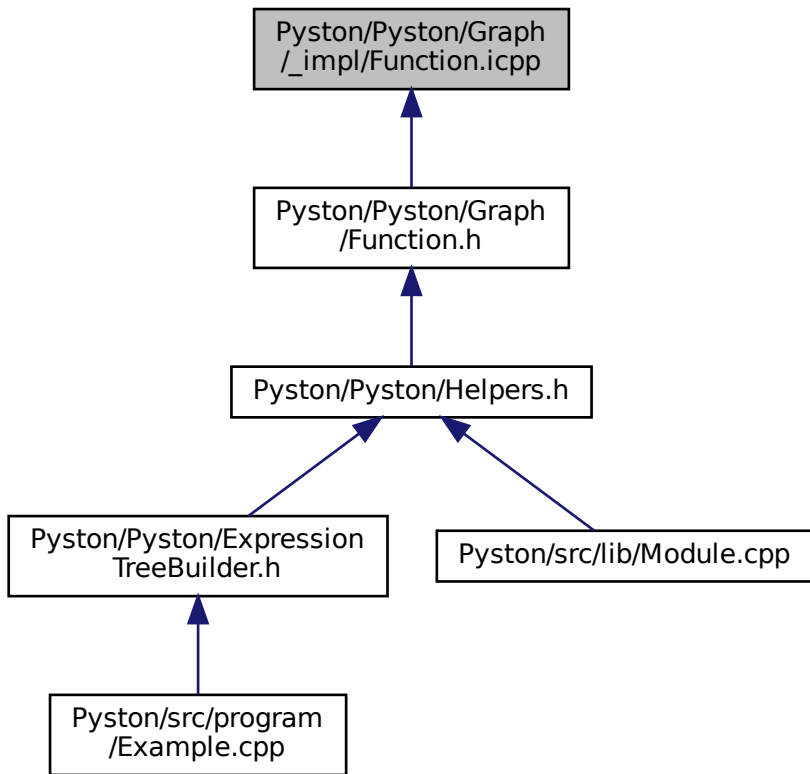 Pyston/Pyston/Graph
/_impl/Function.icpp
Pyston/Pyston/Graph
/Function.h
Pyston/Pyston/Helpers.h
Pyston/Pyston/Expression
TreeBuilder.h
Pyston/src/lib/Module.cpp
Pyston/src/program
/Example.cpp